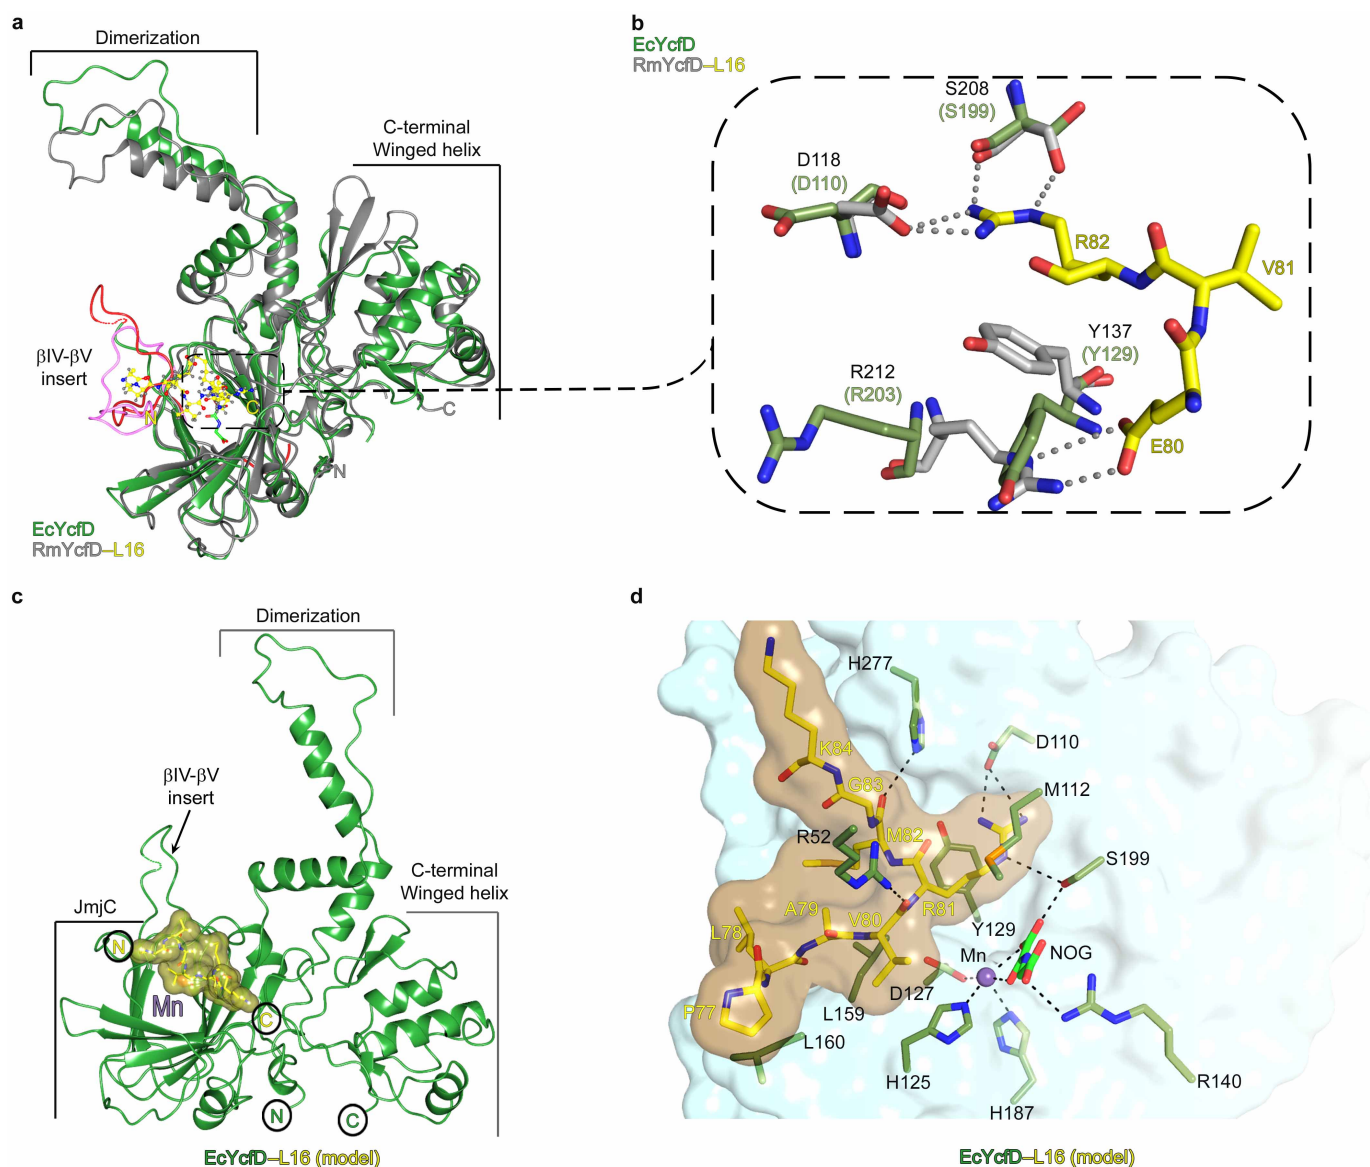 a
Dimerization
C-terminal
Winged helix
βIV-βV
insert
N
C
C
N
EcYcfD
RmYcfD–L16
b
EcYcfD
RmYcfD–L16
S208
(S199)
D118
(D110)
R82
V81
Y137
(Y129)
R212
(R203)
E80
c
Dimerization
βIV-βV
insert
C-terminal
Winged helix
JmjC
N
Mn
C
N
C
EcYcfD–L16 (model)
d
H277
D110
K84
G83
M112
R52
M82
S199
A79
V80
R81
L78
Y129
Mn
NOG
D127
P77
L159
L160
H125
R140
H187
EcYcfD–L16 (model)